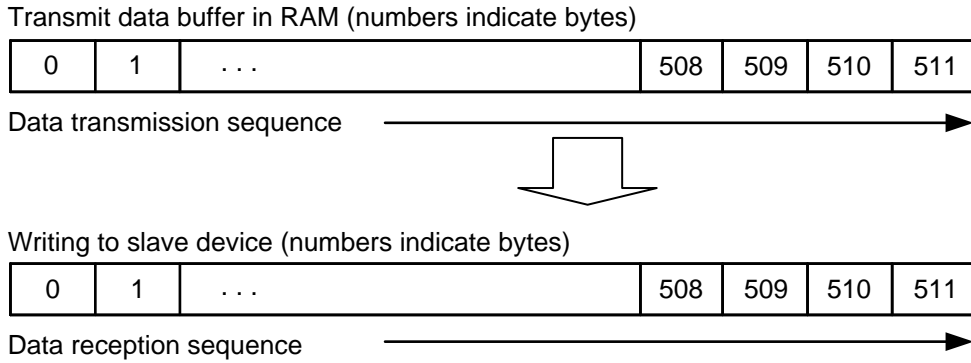 Transmit data buffer in RAM (numbers indicate bytes)
0 1 . . . 508 509 510 511
Data transmission sequence
Writing to slave device (numbers indicate bytes)
0 1 . . . 508 509 510 511
Data reception sequence